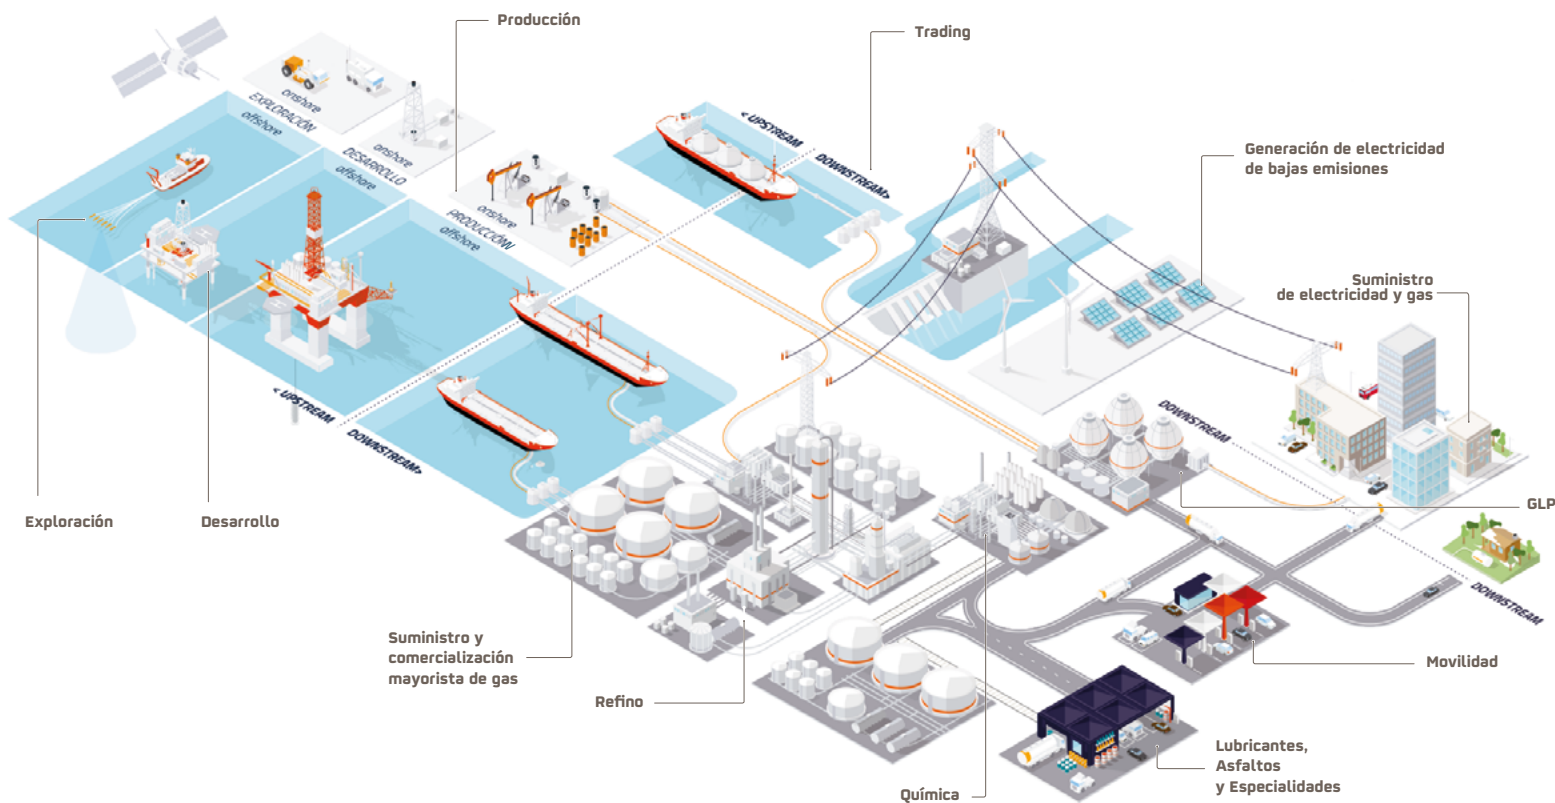 Producción
Trading
onshore
EXPLORACIÓN
offshore
onshore
DESARROLLO
offshore
onshore
PRODUCCIÓN
offshore
< UPSTREAM
DOWNSTREAM>
Generación de electricidad
de bajas emisiones
Suministro
de electricidad y gas
< UPSTREAM
DOWNSTREAM>
DOWNSTREAM
GLP
DOWNSTREAM
Exploración
Desarrollo
Suministro y
comercialización
mayorista de gas
Refino
Movilidad
Química
Lubricantes,
Asfaltos
y Especialidades